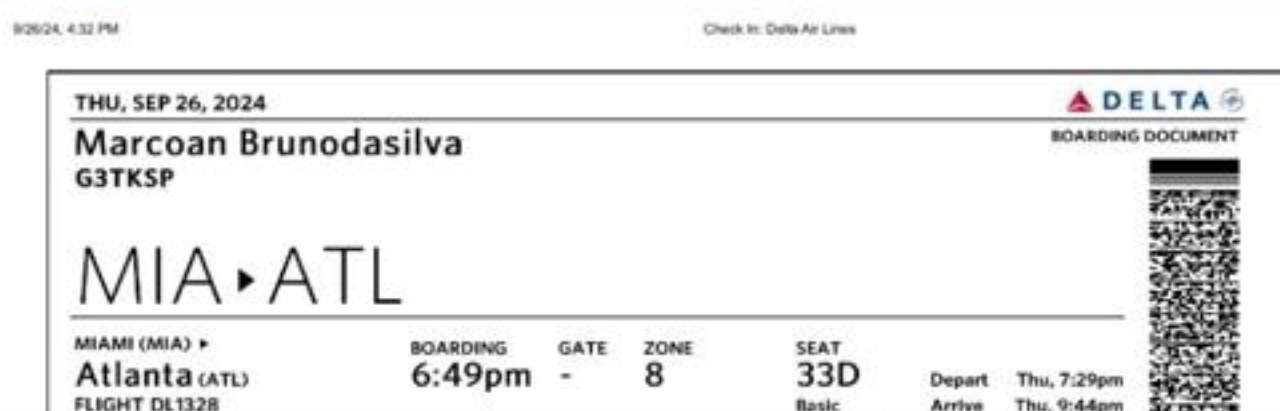 9/26/24, 4:32 PM Check In: Delta Air Lines
THU, SEP 26, 2024 DELTA
Marcoan Brunodasilva BOARDING DOCUMENT
G3TKSP
MIA ▸ ATL
MIAMI (MIA) ▸ BOARDING GATE ZONE SEAT
Atlanta (ATL) 6:49pm - 8 33D Depart Thu, 7:29pm
FLIGHT DL1328 Basic Arrive Thu, 9:44pm